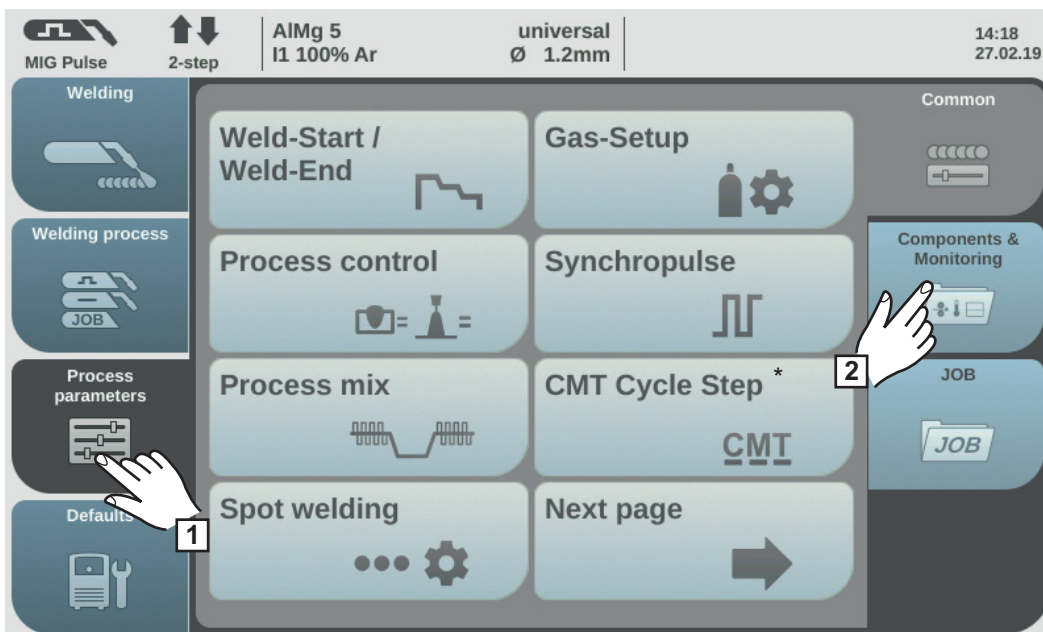 MIG Pulse
2-step
AlMg 5
I1 100% Ar
universal
Ø 1.2mm
14:18
27.02.19
Welding
Welding process
JOB
Process
parameters
1
Defaults
Weld-Start /
Weld-End
Gas-Setup
Process control
=
=
Synchropulse
Process mix
CMT Cycle Step *
CMT
Spot welding
Next page
Common
Components &
Monitoring
2
JOB
JOB